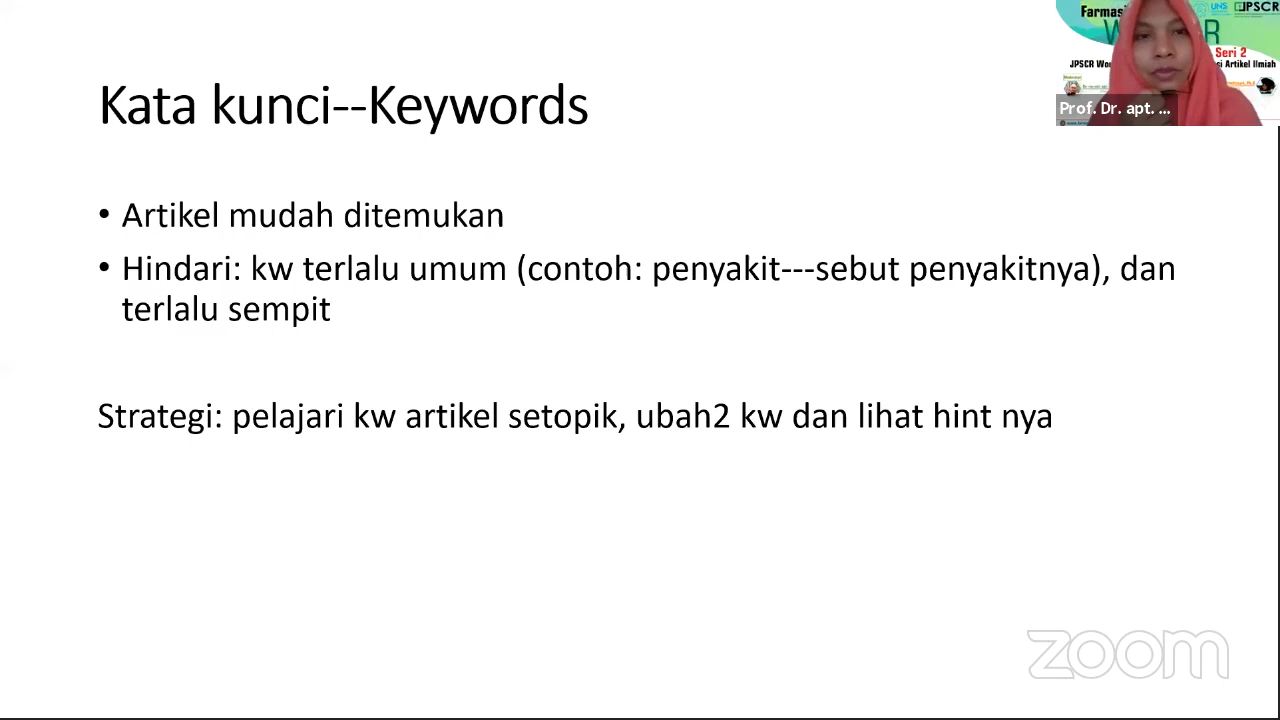 Kata kunci--Keywords
• Artikel mudah ditemukan
• Hindari: kw terlalu umum (contoh: penyakit---sebut penyakitnya), dan
terlalu sempit
Strategi: pelajari kw artikel setopik, ubah2 kw dan lihat hint nya
Farmasi
UNS
JPSCR
W R
Seri 2
JPSCR Wor
si Artikel Ilmiah
Prof. Dr. apt. ...
zoom